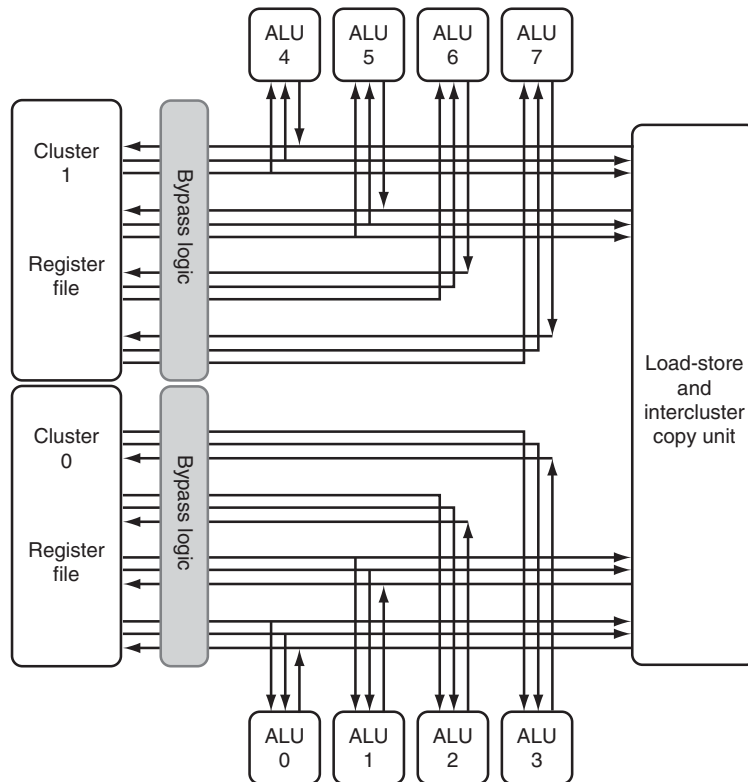 ALU
4
ALU
5
ALU
6
ALU
7
Cluster
1
Register
file
Bypass logic
Load-store
and
intercluster
copy unit
Cluster
0
Register
file
Bypass logic
ALU
0
ALU
1
ALU
2
ALU
3